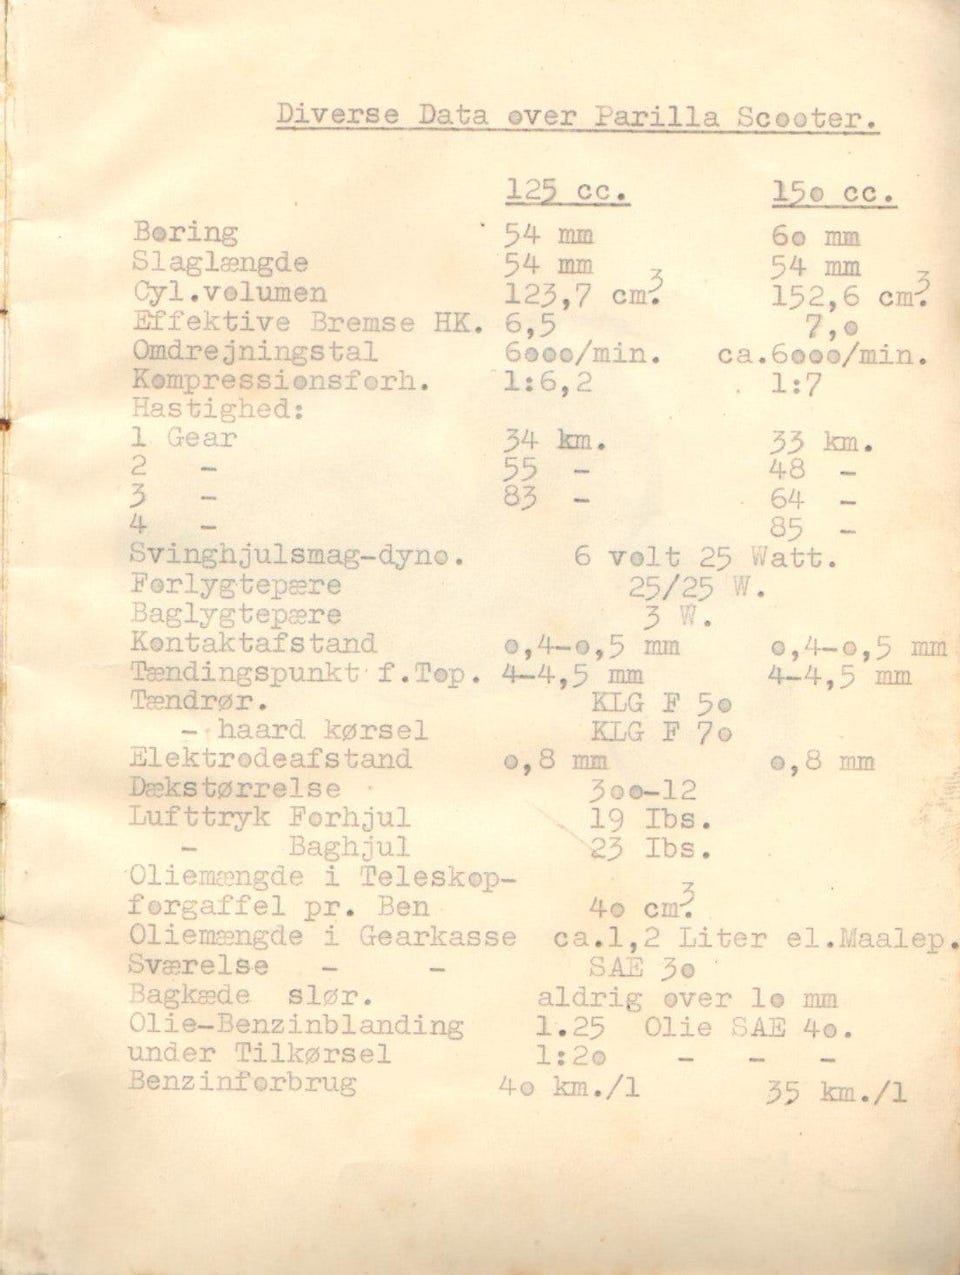 Diverse Data over Parilla Scooter.
125 cc. 150 cc.
Boring 54 mm 60 mm
Slaglængde 54 mm 54 mm
Cyl.volumen 123,7 cm³. 152,6 cm³.
Effektive Bremse HK. 6,5 7,0
Omdrejningstal 6000/min. ca.6000/min.
Kompressionsforh. 1:6,2 1:7
Hastighed:
1 Gear 34 km. 33 km.
2 - 55 - 48 -
3 - 83 - 64 -
4 - 85 -
Svinghjulsmag-dyno. 6 volt 25 Watt.
Forlygtepære 25/25 W.
Baglygtepære 3 W.
Kontaktafstand 0,4-0,5 mm 0,4-0,5 mm
Tændingspunkt f.Top. 4-4,5 mm 4-4,5 mm
Tændrør. KLG F 50
- haard kørsel KLG F 70
Elektrodeafstand 0,8 mm 0,8 mm
Dækstørrelse 300-12
Lufttryk Forhjul 19 Ibs.
- Baghjul 23 Ibs.
Oliemængde i Teleskop-
forgaffel pr. Ben 40 cm³.
Oliemængde i Gearkasse ca.1,2 Liter el.Maalep.
Sværelse - - SAE 30
Bagkæde slør. aldrig over 10 mm
Olie-Benzinblanding 1.25 Olie SAE 40.
under Tilkørsel 1:20 - - -
Benzinforbrug 40 km./l 35 km./l